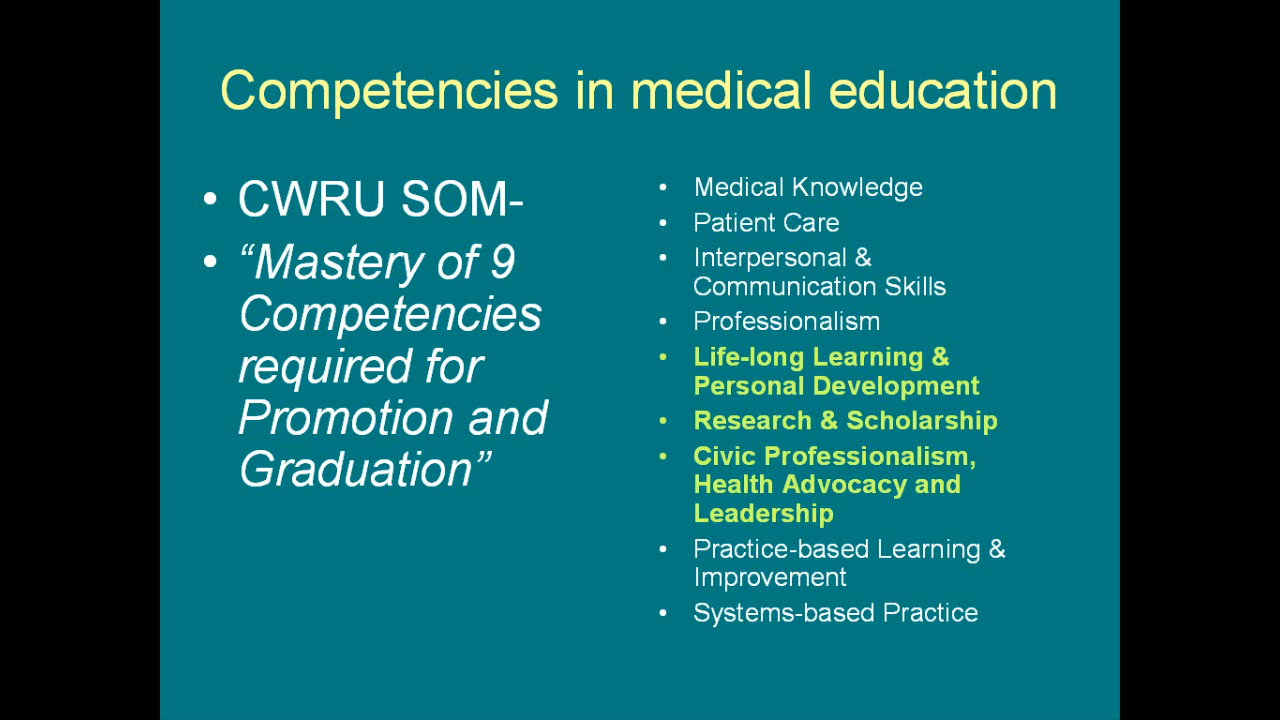 Competencies in medical education
• CWRU SOM-
• “Mastery of 9
Competencies
required for
Promotion and
Graduation”
• Medical Knowledge
• Patient Care
• Interpersonal &
Communication Skills
• Professionalism
• Life-long Learning &
Personal Development
• Research & Scholarship
• Civic Professionalism,
Health Advocacy and
Leadership
• Practice-based Learning &
Improvement
• Systems-based Practice